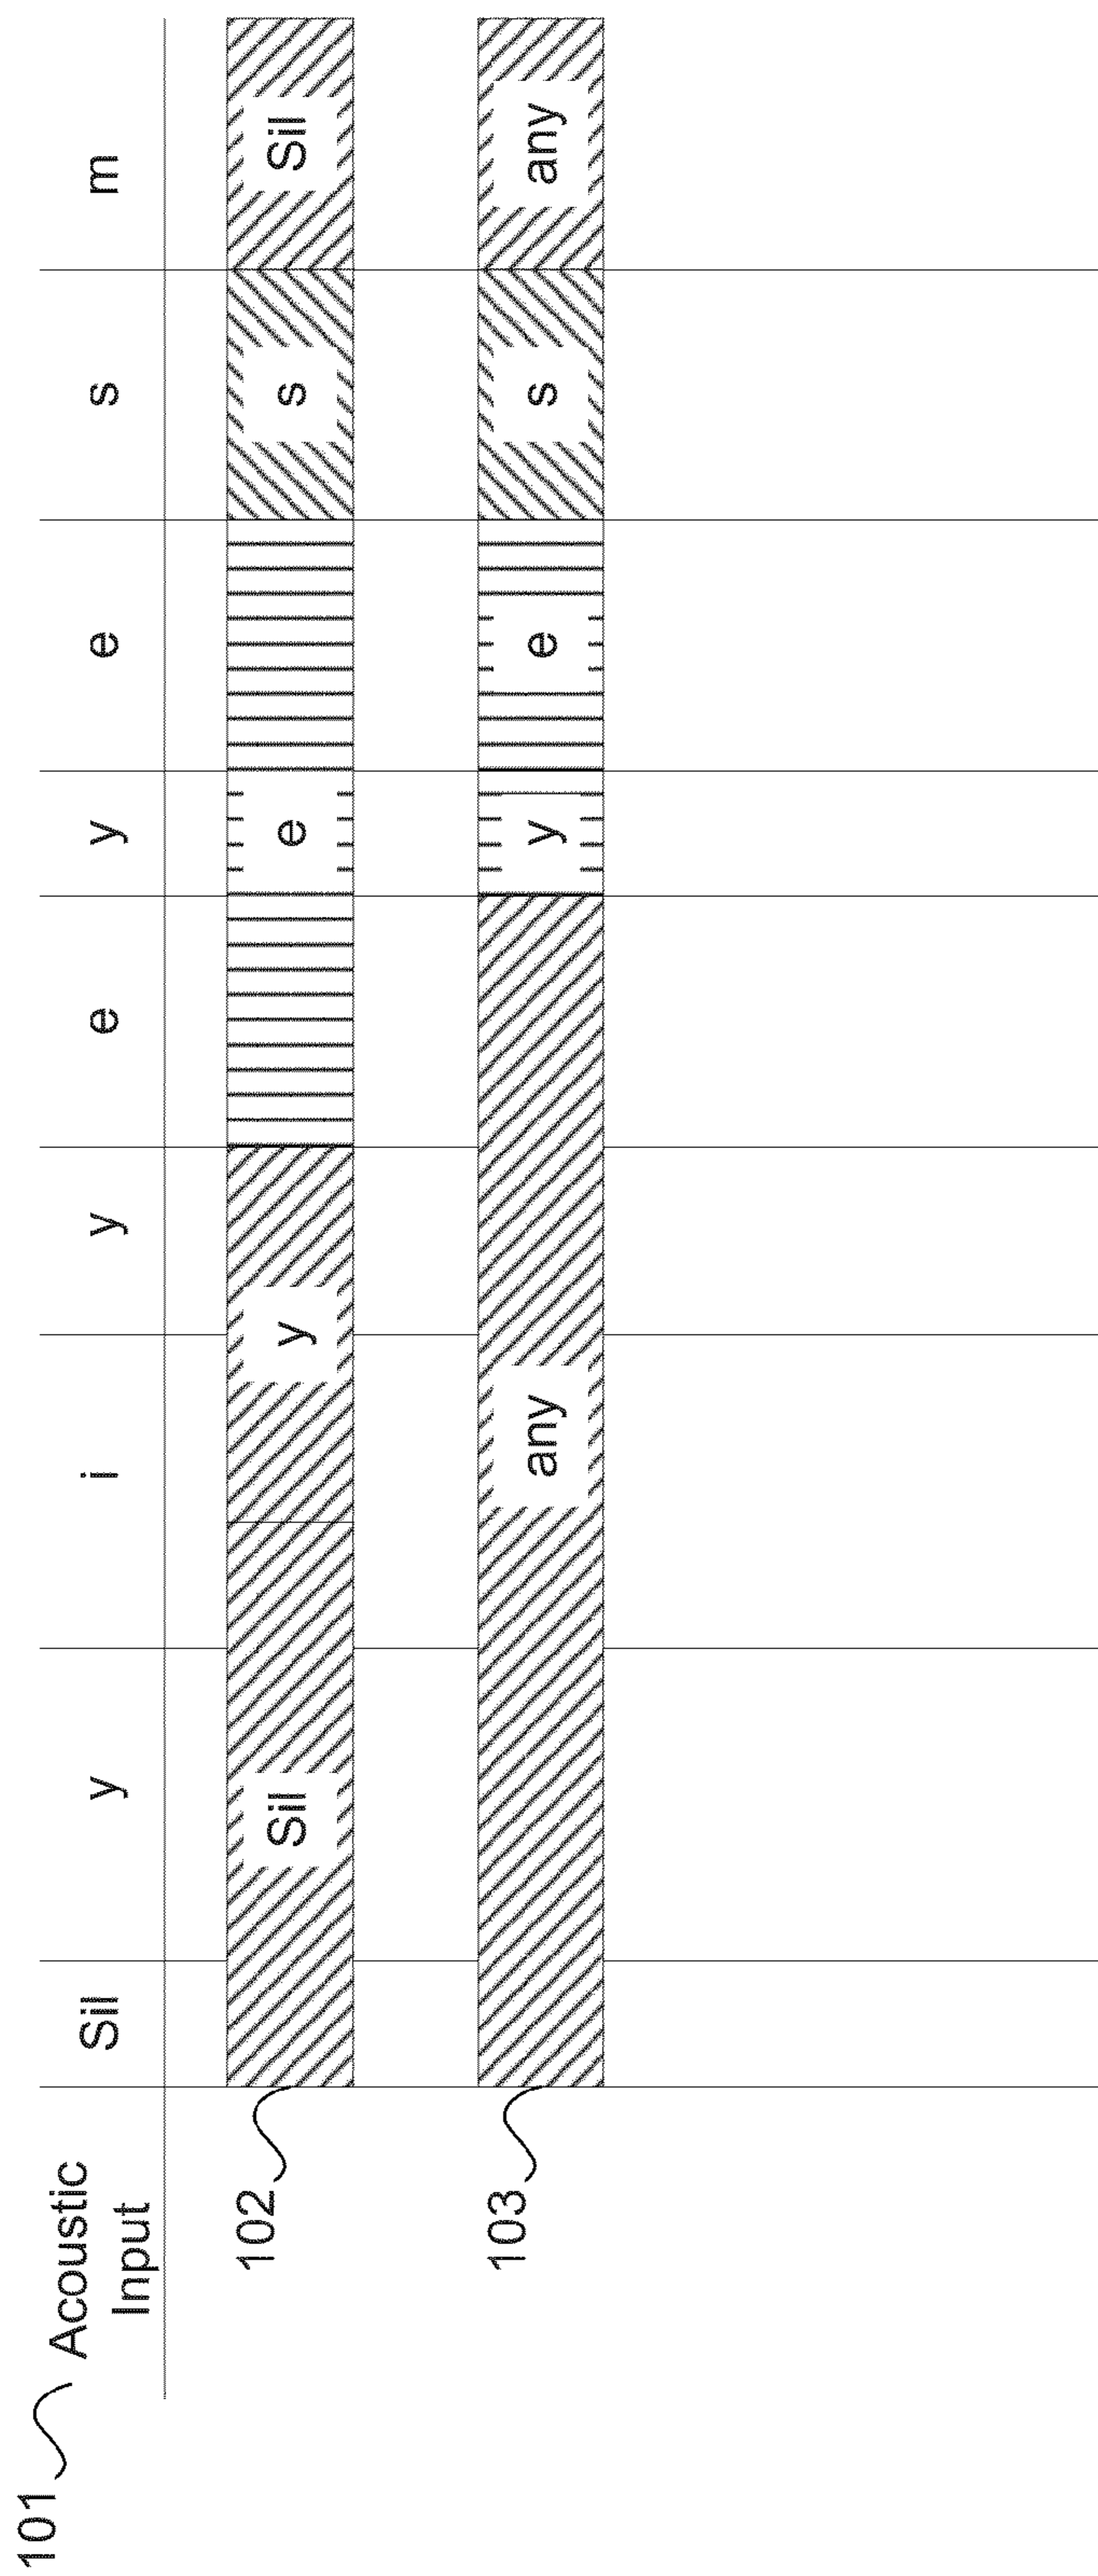 101 Acoustic Input Sil y i y e y e s m
102 Sil y e s Sil
103 any y e s any